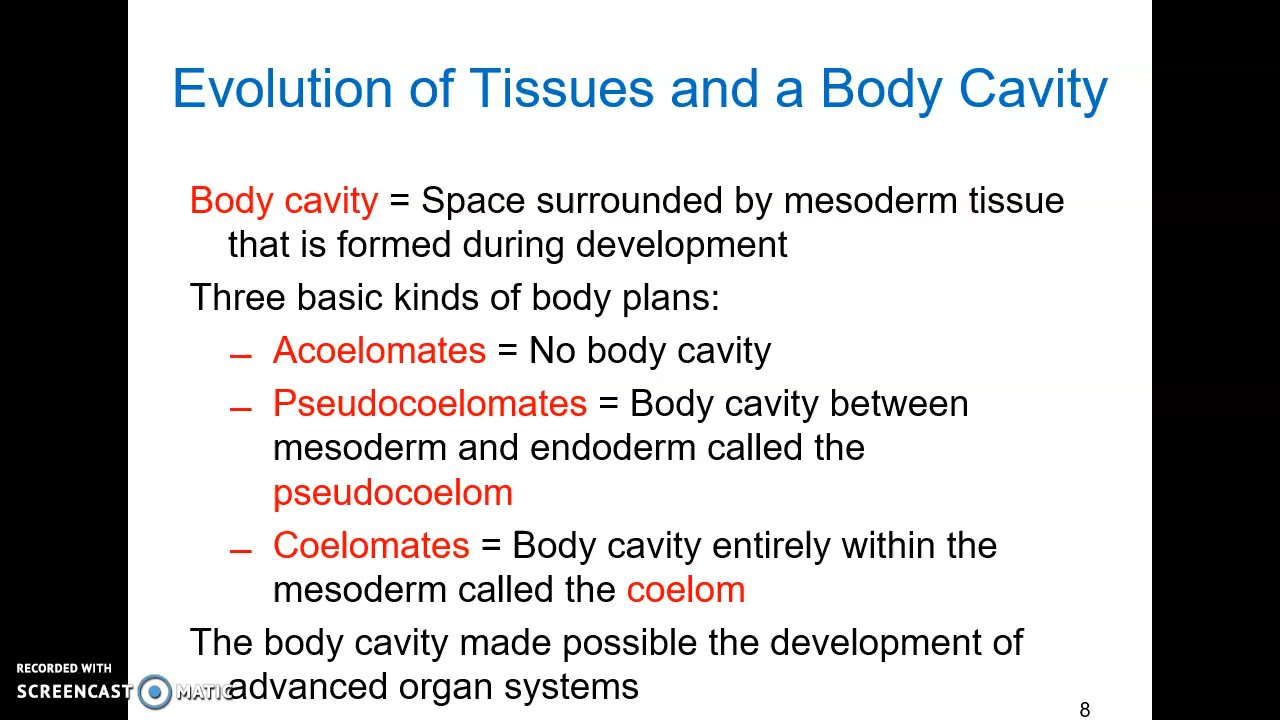 Evolution of Tissues and a Body Cavity
Body cavity = Space surrounded by mesoderm tissue
that is formed during development
Three basic kinds of body plans:
– Acoelomates = No body cavity
– Pseudocoelomates = Body cavity between
mesoderm and endoderm called the
pseudocoelom
– Coelomates = Body cavity entirely within the
mesoderm called the coelom
The body cavity made possible the development of
advanced organ systems
RECORDED WITH
SCREENCAST MATIC
8